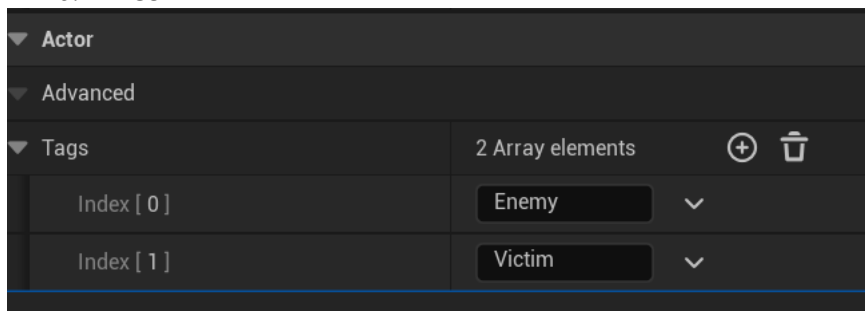 Actor
Advanced
Tags 2 Array elements
Index [ 0 ] Enemy
Index [ 1 ] Victim